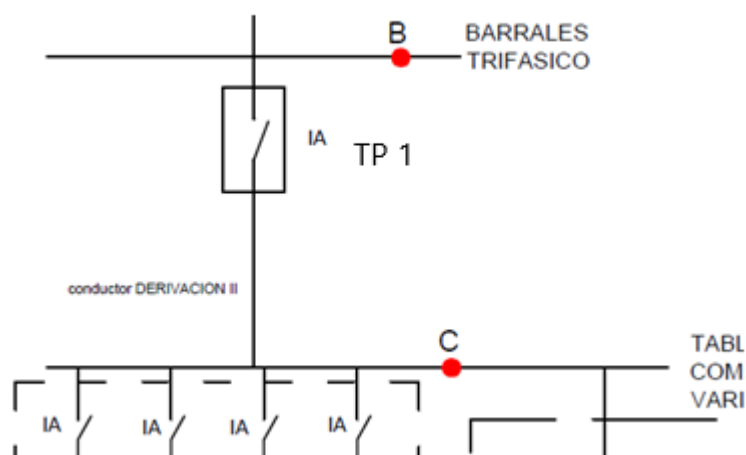 B
BARRALES
TRIFASICO
IA
TP 1
conductor DERIVACION II
C
TABL
COM
VARI
IA
IA
IA
IA